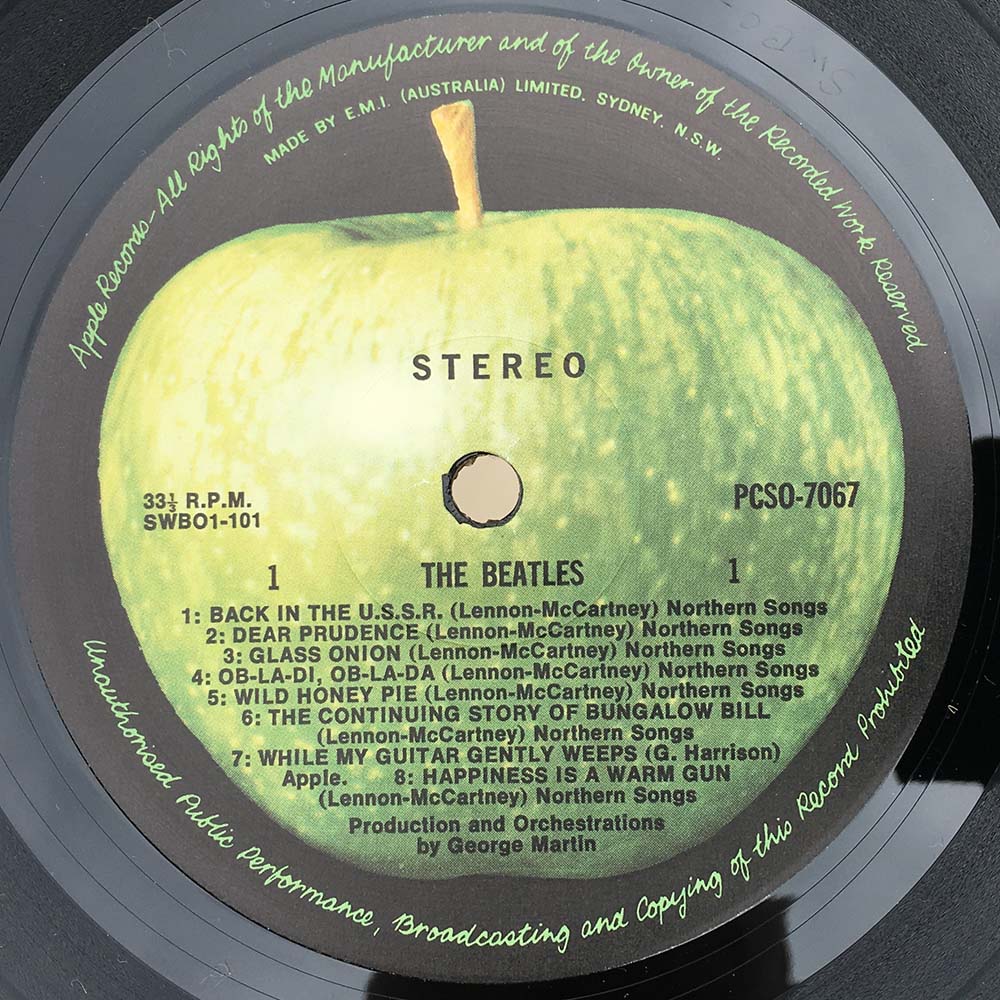 Apple Records-All Rights of the Manufacturer and of the Owner of the Recorded Work Reserved
MADE BY E.M.I. (AUSTRALIA) LIMITED. SYDNEY. N.S.W.
STEREO
33⅓ R.P.M.
SWBO1-101
PCSO-7067
1 THE BEATLES 1
1: BACK IN THE U.S.S.R. (Lennon-McCartney) Northern Songs
2: DEAR PRUDENCE (Lennon-McCartney) Northern Songs
3: GLASS ONION (Lennon-McCartney) Northern Songs
4: OB-LA-DI, OB-LA-DA (Lennon-McCartney) Northern Songs
5: WILD HONEY PIE (Lennon-McCartney) Northern Songs
6: THE CONTINUING STORY OF BUNGALOW BILL
(Lennon-McCartney) Northern Songs
7: WHILE MY GUITAR GENTLY WEEPS (G. Harrison)
Apple. 8: HAPPINESS IS A WARM GUN
(Lennon-McCartney) Northern Songs
Production and Orchestrations
by George Martin
Unauthorised Public Performance, Broadcasting and Copying of this Record Prohibited